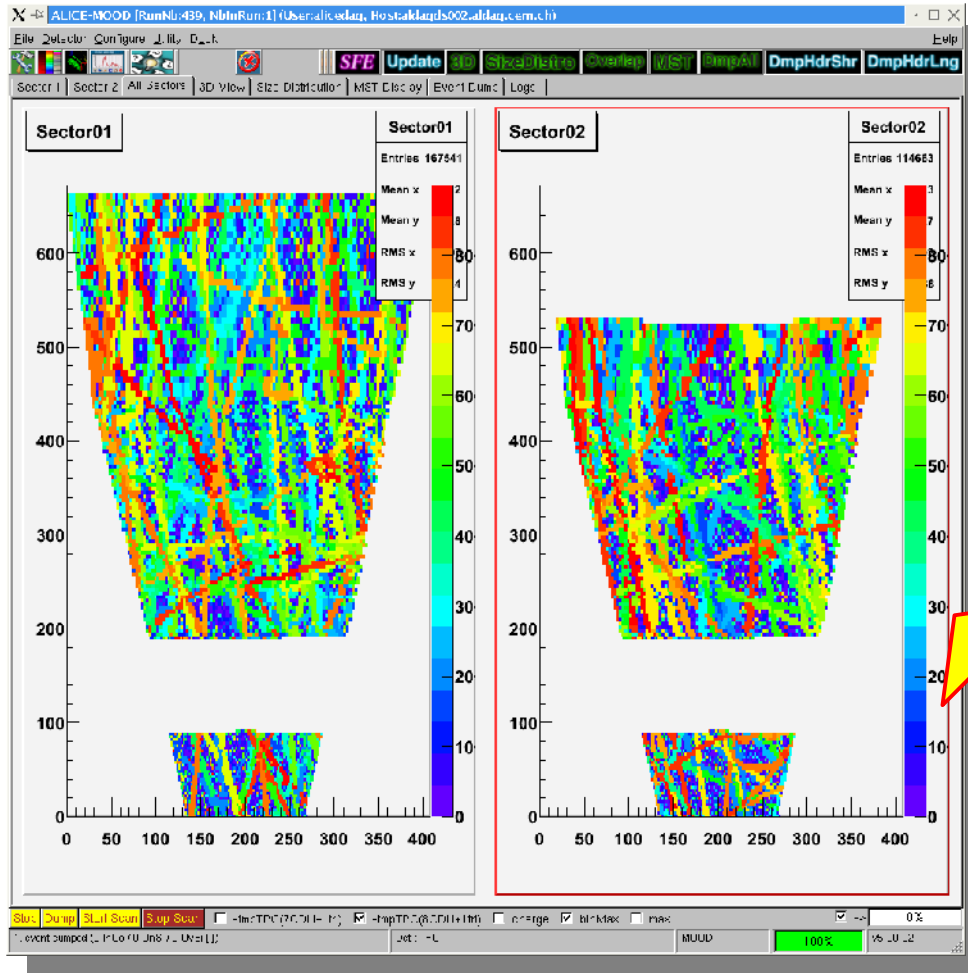 ALICE-MOOD [RunNb:439, NbInRun:1] (User:alicedaq, Host:aldaqds002.aldaq.cern.ch)
File Detector Configure Utility Help
SFE Update 3D SizeDistro Overlap MST DmpAll DmpHdrShr DmpHdrLng
Sector 1 Sector 2 All Sectors 3D View Size Distribution MST Display Event Dump Logs
Sector01
Sector01
Entries 167541
Mean x 2
Mean y
RMS x
RMS y
600
500
400
300
200
100
0
80
70
60
50
40
30
20
10
0
0 50 100 150 200 250 300 350 400
Sector02
Sector02
Entries
Mean x 3
Mean y 7
RMS x
RMS y
600
500
400
300
200
100
0
80
70
60
50
40
30
20
10
0
0 50 100 150 200 250 300 350 400
Stop Dump Start Scan Stop Scan charge binMax max --> 0%
MOOD 100%